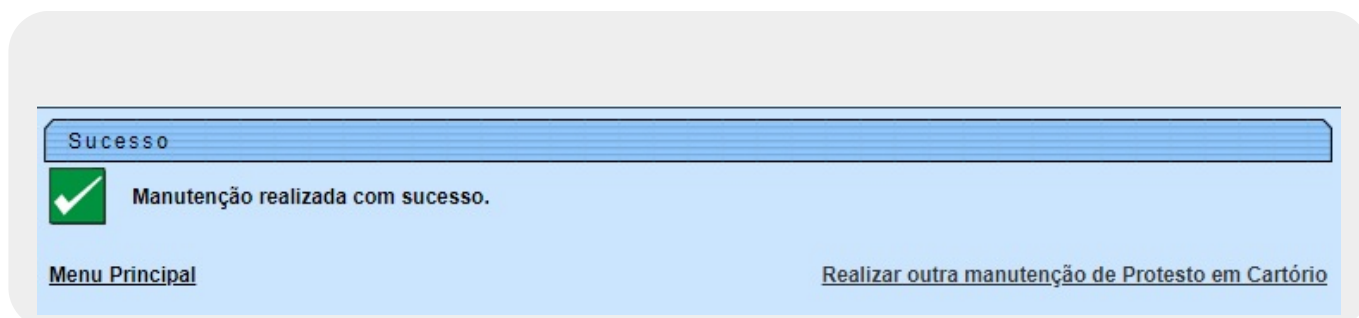 Sucesso
Manutenção realizada com sucesso.
Menu Principal
Realizar outra manutenção de Protesto em Cartório